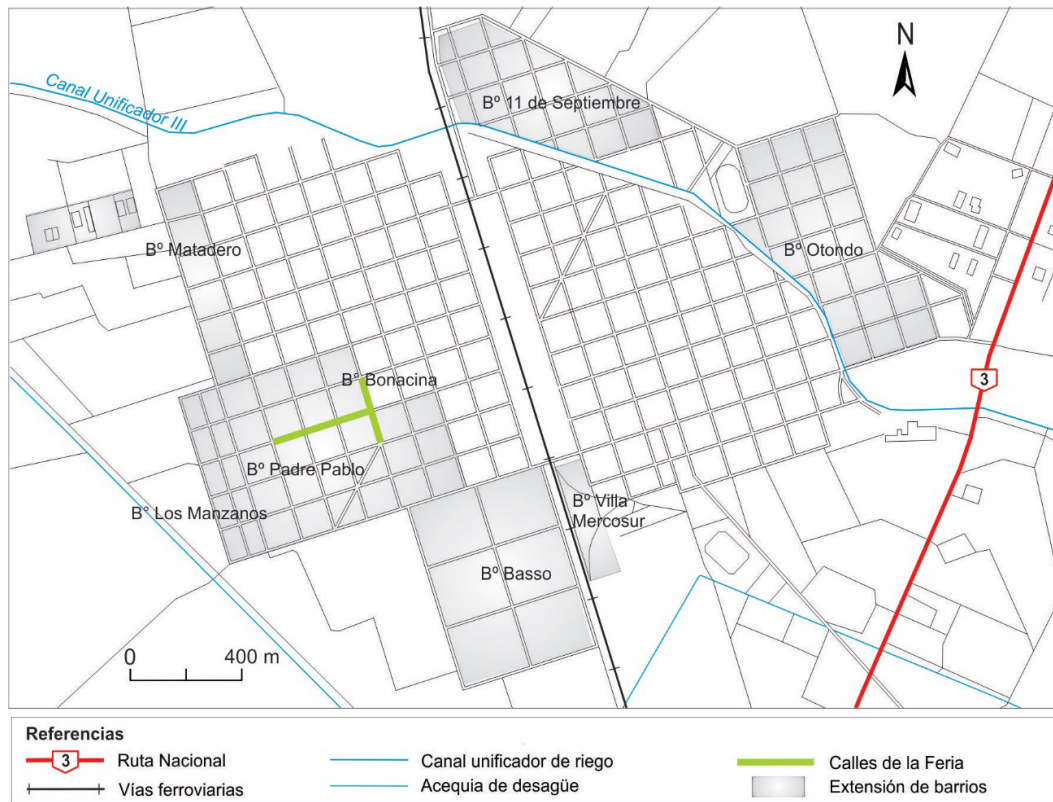 N
Canal Unificador III
Bº 11 de Septiembre
Bº Matadero
Bº Otondo
3
Bº Bonacina
Bº Padre Pablo
Bº Los Manzanos
Bº Villa
Mercosur
Bº Basso
0 400 m
Referencias
3 Ruta Nacional
Vías ferroviarias
Canal unificador de riego
Acequia de desagüe
Calles de la Feria
Extensión de barrios